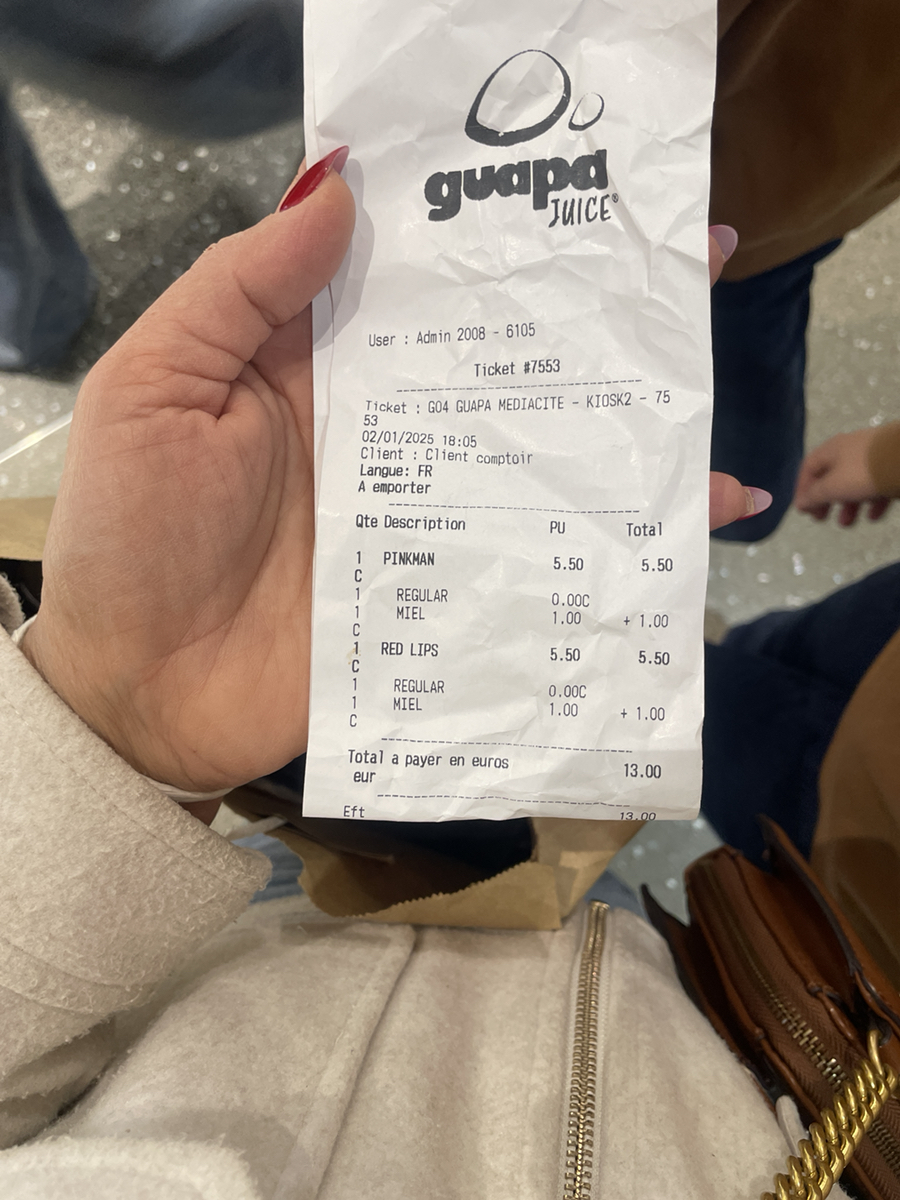 guapa
JUICE®
User : Admin 2008 - 6105
Ticket #7553
Ticket : G04 GUAPA MEDIACITE - KIOSK2 - 75
53
02/01/2025 18:05
Client : Client comptoir
Langue: FR
A emporter
Qte Description PU Total
1 PINKMAN 5.50 5.50
C
1 REGULAR 0.00C
1 MIEL 1.00 + 1.00
C
1 RED LIPS 5.50 5.50
C
1 REGULAR 0.00C
1 MIEL 1.00 + 1.00
C
Total a payer en euros 13.00
eur
Eft 13.00